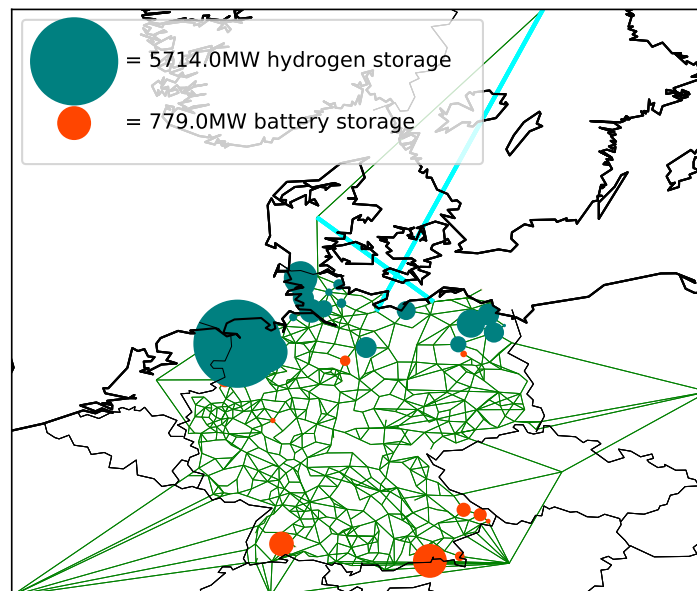 = 5714.0MW hydrogen storage
= 779.0MW battery storage